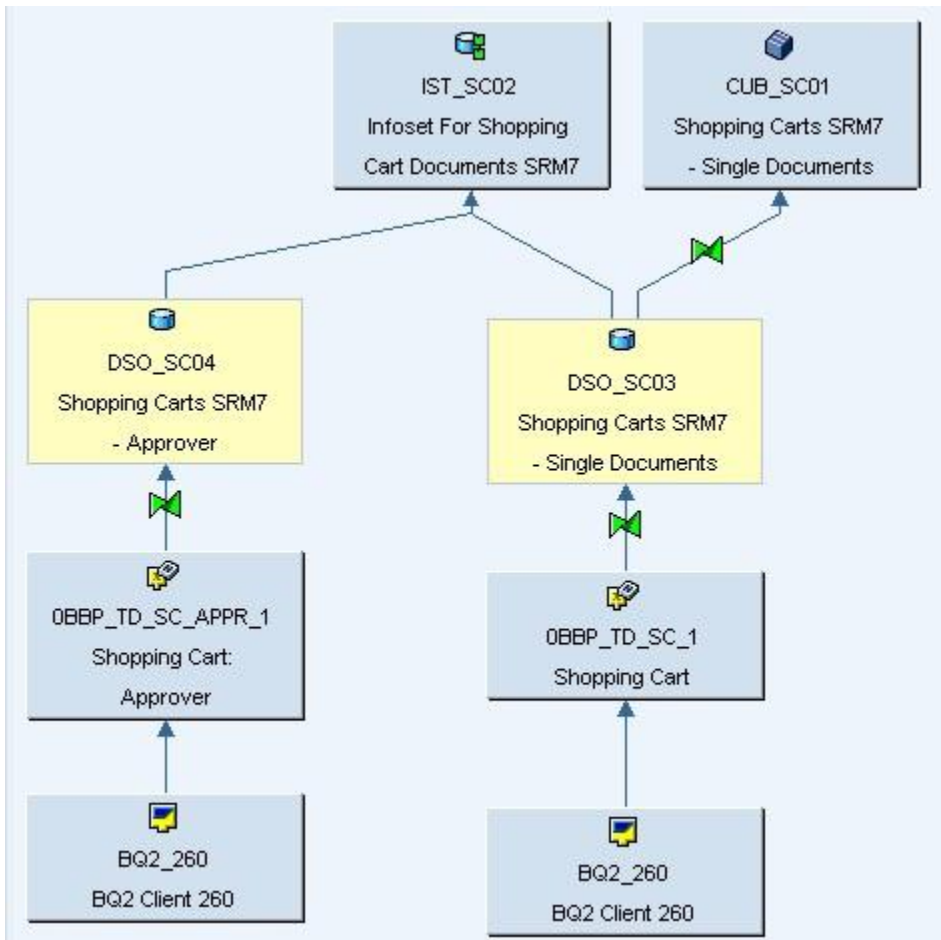 IST_SC02
Infoset For Shopping
Cart Documents SRM7
CUB_SC01
Shopping Carts SRM7
- Single Documents
DSO_SC04
Shopping Carts SRM7
- Approver
DSO_SC03
Shopping Carts SRM7
- Single Documents
0BBP_TD_SC_APPR_1
Shopping Cart:
Approver
0BBP_TD_SC_1
Shopping Cart
BQ2_260
BQ2 Client 260
BQ2_260
BQ2 Client 260